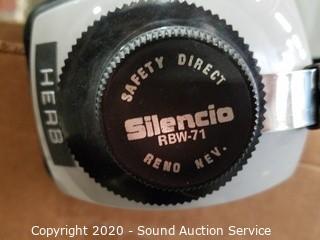 SAFETY DIRECT
Silencio
RBW-71
RENO NEV.
HERB
Copyright 2020 - Sound Auction Service